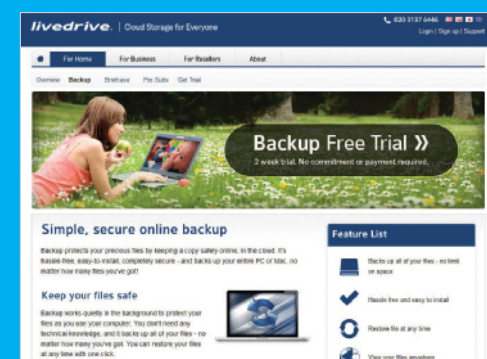 livedrive. | Cloud Storage for Everyone
020 3137 6446
Login | Sign up | Support
For Home For Business For Resellers About
Overview Backup Briefcase Pro Suite Get Trial
Backup Free Trial »
2 week trial. No commitment or payment required.
Simple, secure online backup
Backup protects your precious files by keeping a copy safely online, in the cloud. It's
hassle-free, easy-to-install, completely secure - and backs up your entire PC or Mac, no
matter how many files you've got!
Keep your files safe
Backup works quietly in the background to protect your
files as you use your computer. You don't need any
technical knowledge, and it backs up all of your files - no
matter how many you've got. You can restore your files
at any time with one click.
Feature List
Backs up all of your files - no limit
on space
Hassle free and easy to install
Restore file at any time
View your files anywhere